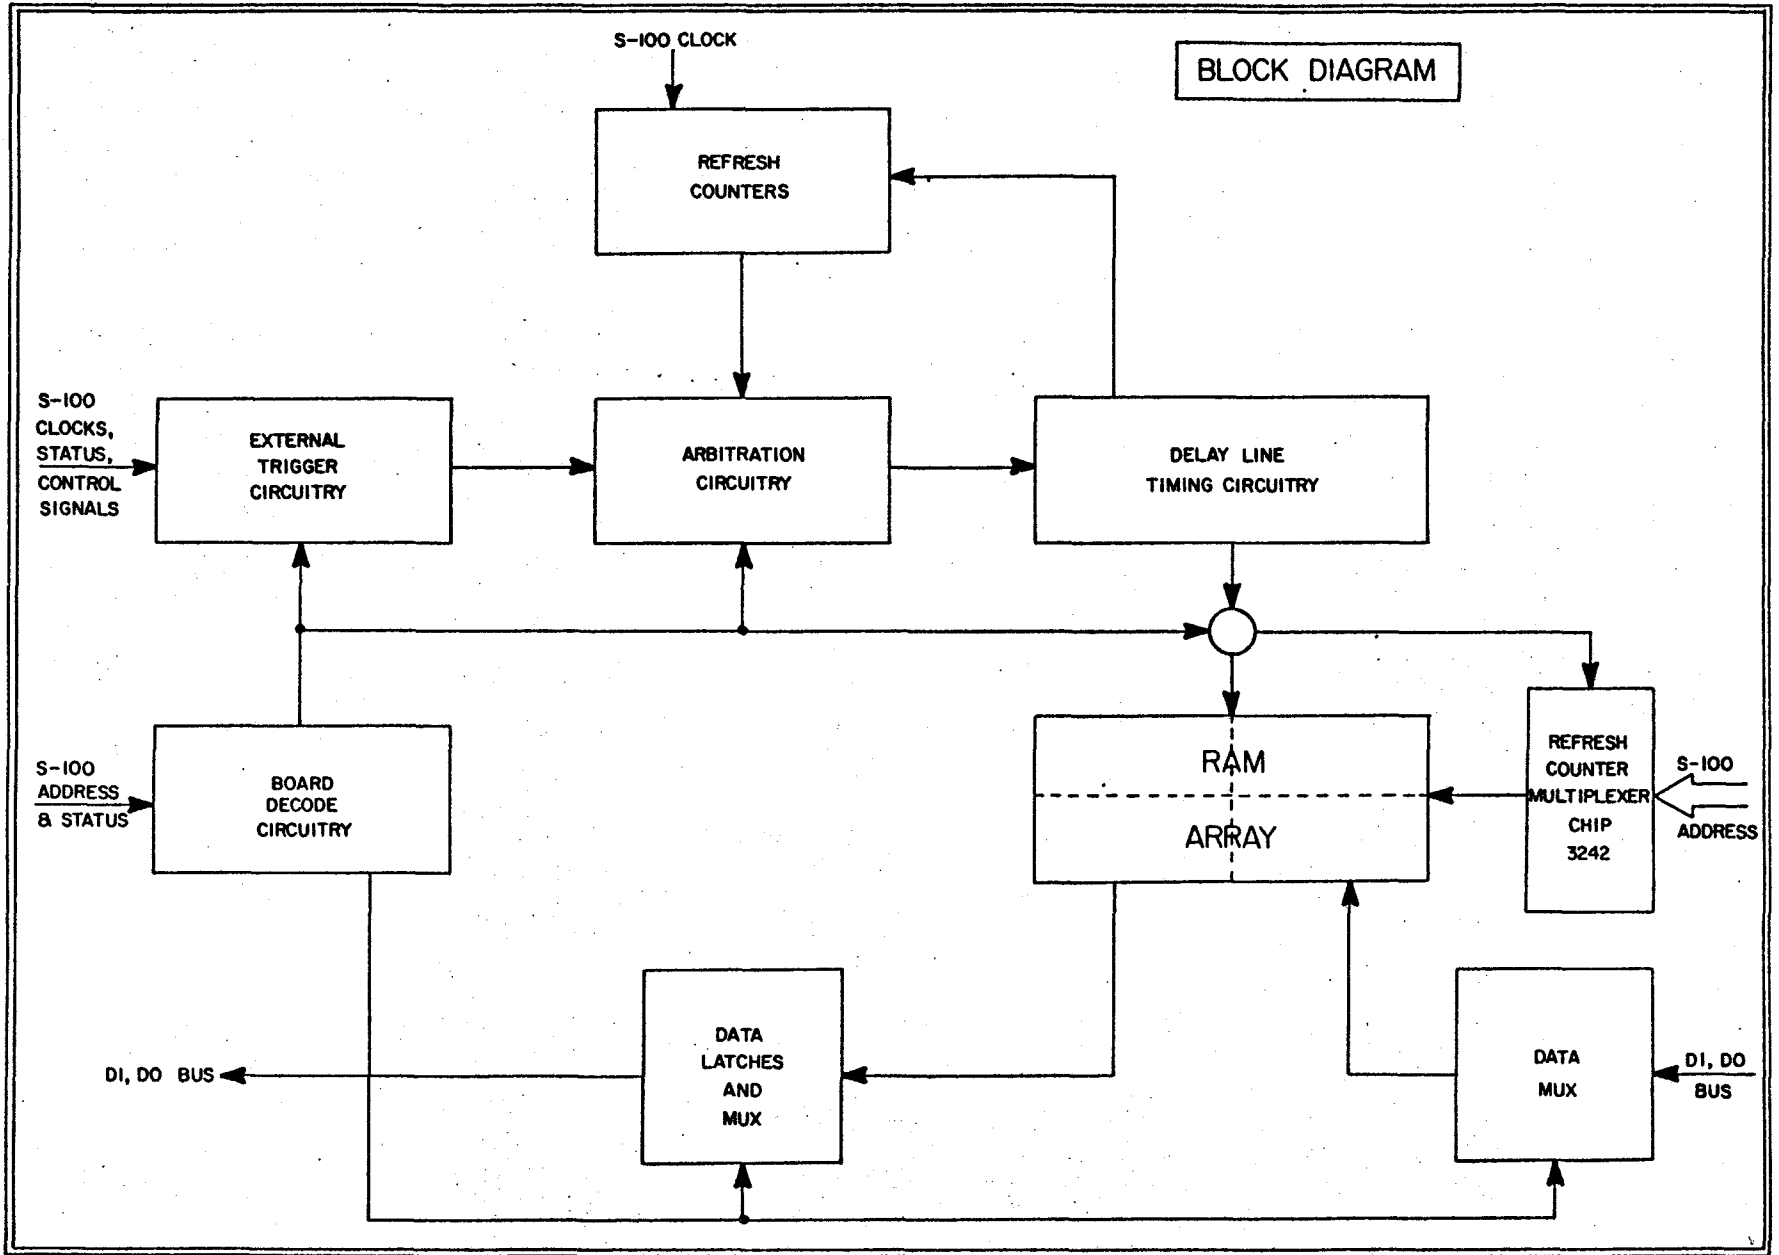 S-100 CLOCK
BLOCK DIAGRAM
REFRESH
COUNTERS
S-100
CLOCKS,
STATUS,
CONTROL
SIGNALS
EXTERNAL
TRIGGER
CIRCUITRY
ARBITRATION
CIRCUITRY
DELAY LINE
TIMING CIRCUITRY
S-100
ADDRESS
& STATUS
BOARD
DECODE
CIRCUITRY
RAM
ARRAY
REFRESH
COUNTER
MULTIPLEXER
CHIP
3242
S-100
ADDRESS
DI, DO BUS
DATA
LATCHES
AND
MUX
DATA
MUX
DI, DO
BUS